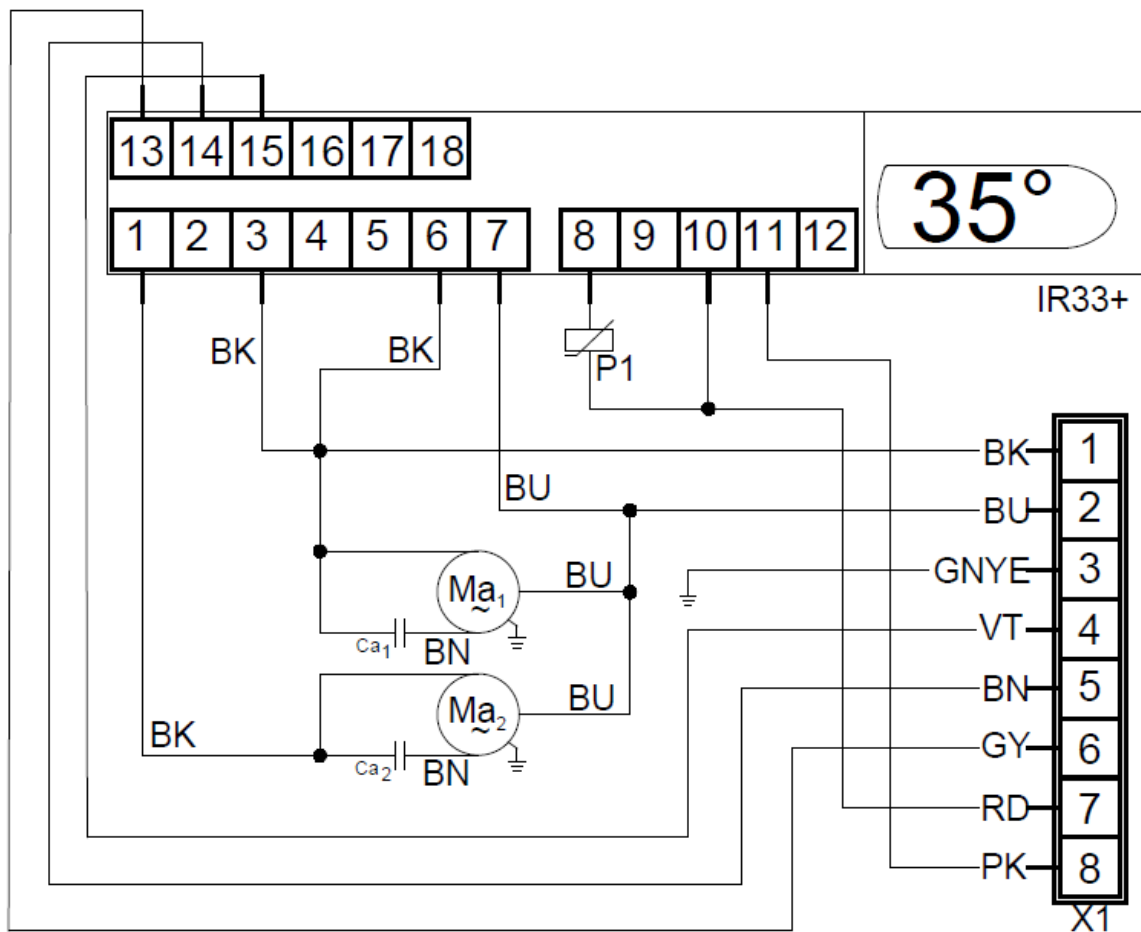 13 14 15 16 17 18
35°
1 2 3 4 5 6 7 8 9 10 11 12
IR33+
BK BK P1
BK 1
BU BU 2
GNYE 3
Ma1 BU
VT 4
Ca1 BN
BN 5
Ma2 BU
BK GY 6
Ca2 BN
RD 7
PK 8
X1